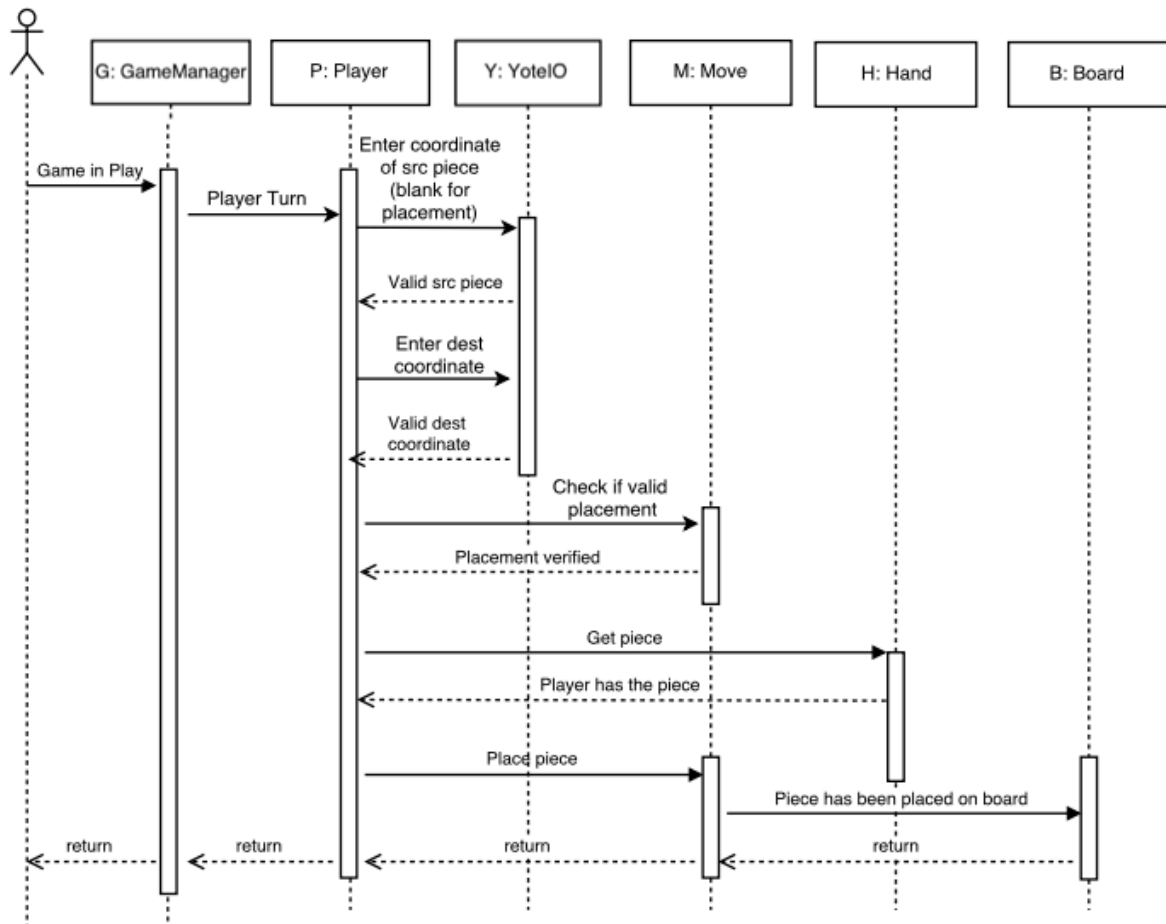 G: GameManager
P: Player
Y: YoteIO
M: Move
H: Hand
B: Board
Game in Play
Player Turn
Enter coordinate
of src piece
(blank for
placement)
Valid src piece
Enter dest
coordinate
Valid dest
coordinate
Check if valid
placement
Placement verified
Get piece
Player has the piece
Place piece
Piece has been placed on board
return
return
return
return